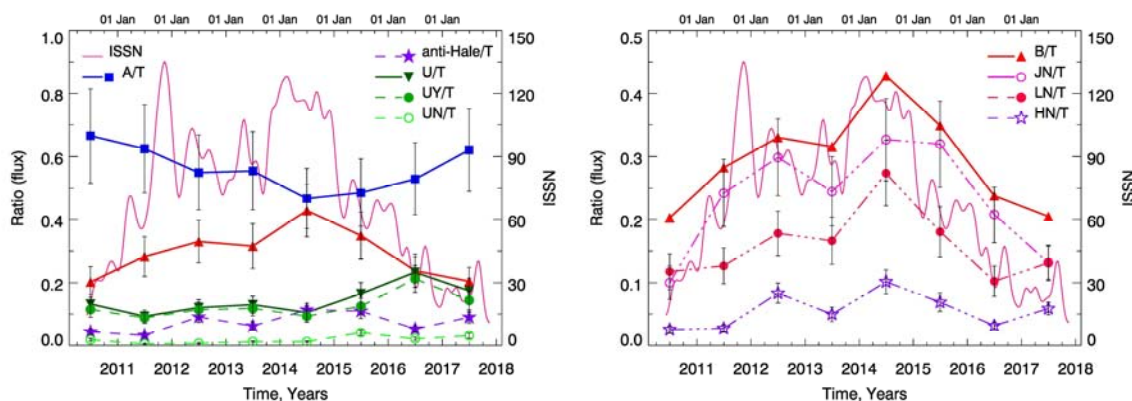 01 Jan 01 Jan 01 Jan 01 Jan 01 Jan 01 Jan 01 Jan 01 Jan
1.0
0.8
0.6
0.4
0.2
0.0
Ratio (flux)
ISSN
A/T
anti-Hale/T
U/T
UY/T
UN/T
150
120
90
60
30
0
ISSN
2011 2012 2013 2014 2015 2016 2017 2018
Time, Years
01 Jan 01 Jan 01 Jan 01 Jan 01 Jan 01 Jan 01 Jan
0.5
0.4
0.3
0.2
0.1
0.0
Ratio (flux)
B/T
JN/T
LN/T
HN/T
150
120
90
60
30
0
ISSN
2011 2012 2013 2014 2015 2016 2017 2018
Time, Years